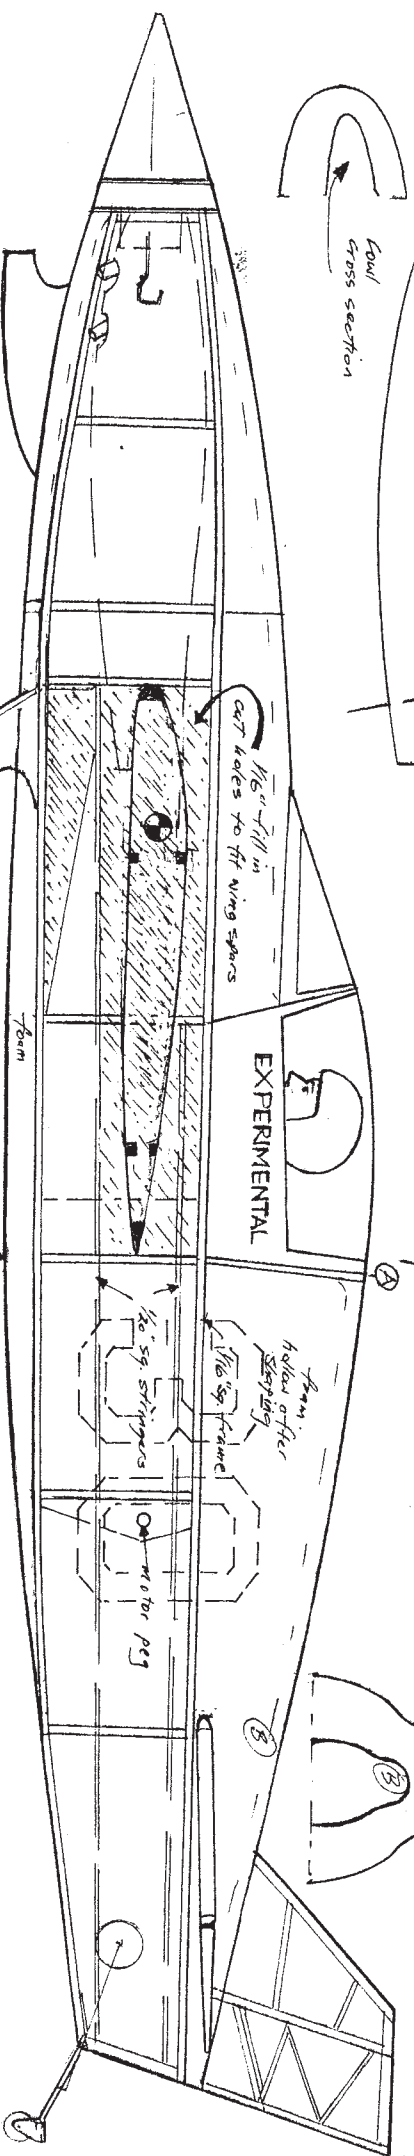 Cowl
cross section
1/16" fill in
cut holes to fit wing spars
foam
EXPERIMENTAL
A
foam
hollow after
shaping
1/16" sq. frame
1/20" sq. stringers
motor peg
B
B